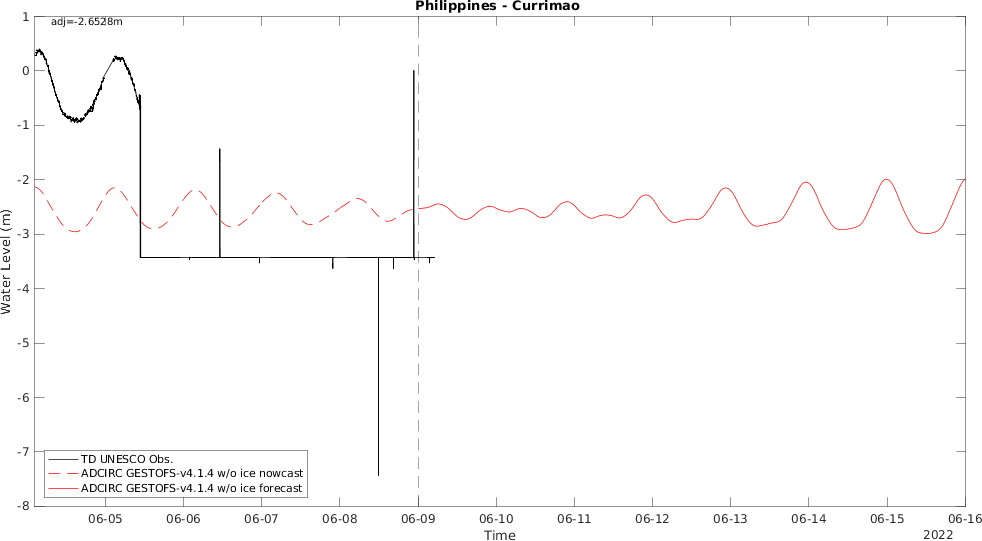 Philippines - Currimao
adj=-2.6528m
1
0
-1
-2
-3
-4
-5
-6
-7
-8
Water Level (m)
TD UNESCO Obs.
ADCIRC GESTOFS-v4.1.4 w/o ice nowcast
ADCIRC GESTOFS-v4.1.4 w/o ice forecast
06-05 06-06 06-07 06-08 06-09 06-10 06-11 06-12 06-13 06-14 06-15 06-16
Time
2022